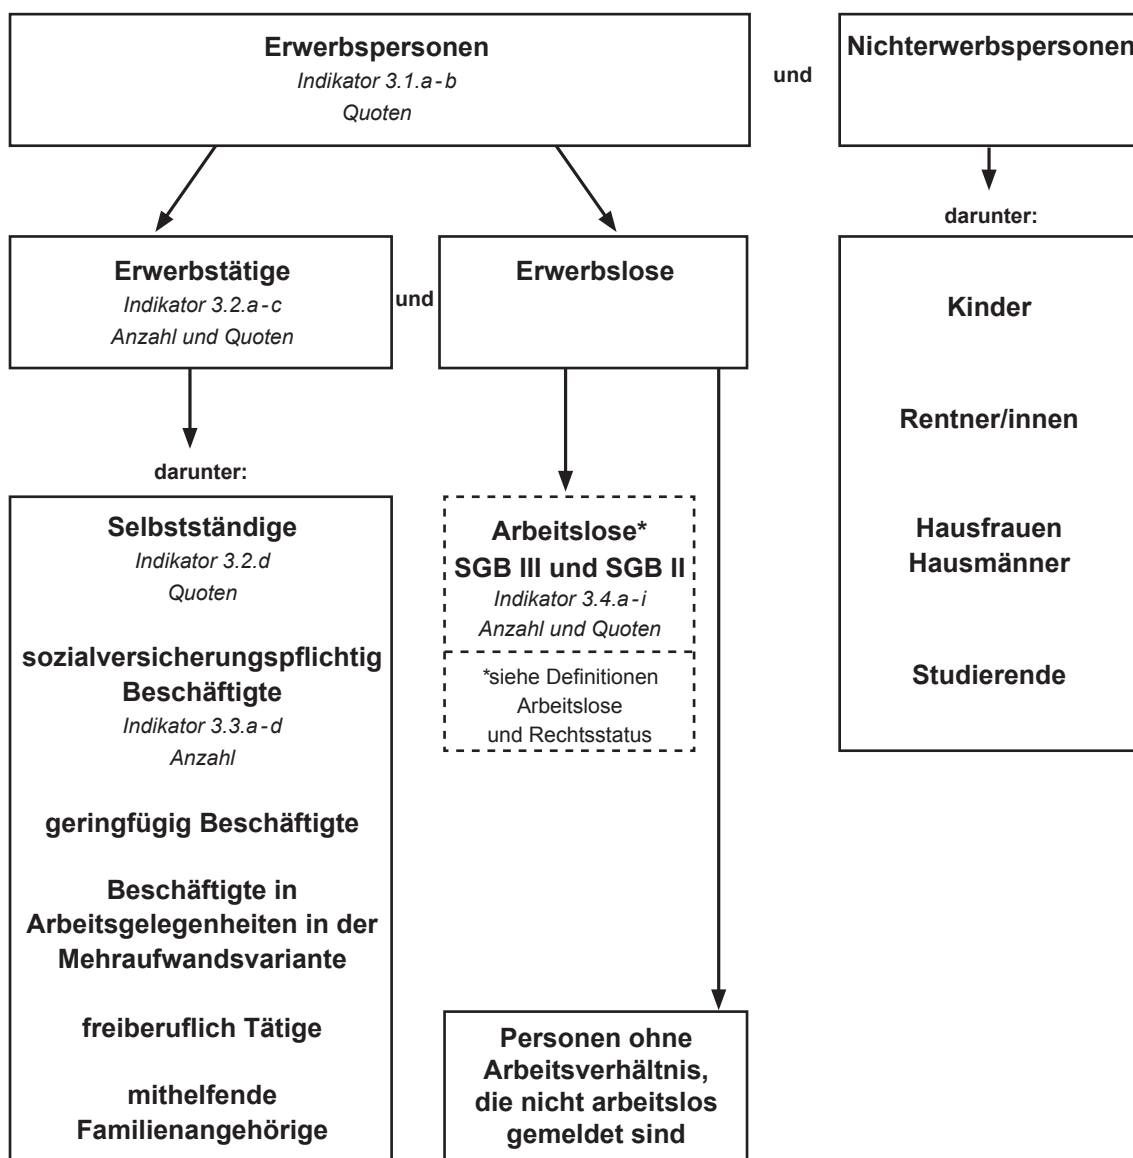 Erwerbspersonen
Indikator 3.1.a-b
Quoten
und
Nichterwerbspersonen
darunter:
Erwerbstätige
Indikator 3.2.a-c
Anzahl und Quoten
und
Erwerbslose
Kinder
Rentner/innen
Hausfrauen
Hausmänner
Studierende
darunter:
Selbstständige
Indikator 3.2.d
Quoten
sozialversicherungspflichtig
Beschäftigte
Indikator 3.3.a-d
Anzahl
geringfügig Beschäftigte
Beschäftigte in
Arbeitsgelegenheiten in der
Mehraufwandsvariante
freiberuflich Tätige
mithelfende
Familienangehörige
Arbeitslose*
SGB III und SGB II
Indikator 3.4.a-i
Anzahl und Quoten
*siehe Definitionen
Arbeitslose
und Rechtsstatus
Personen ohne
Arbeitsverhältnis,
die nicht arbeitslos
gemeldet sind